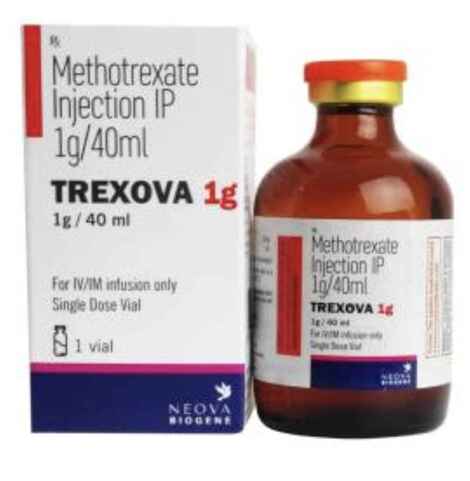 Rx
Methotrexate
Injection IP
1g/40ml
TREXOVA 1g
1g / 40 ml
For IV/IM infusion only
Single Dose Vial
1 vial
NEOVA
BIOGENE
Rx
Methotrexate
Injection IP
1g/40ml
TREXOVA 1g
1g / 40 ml
For IV/IM infusion only
Single Dose Vial
NEOVA
BIOGENE